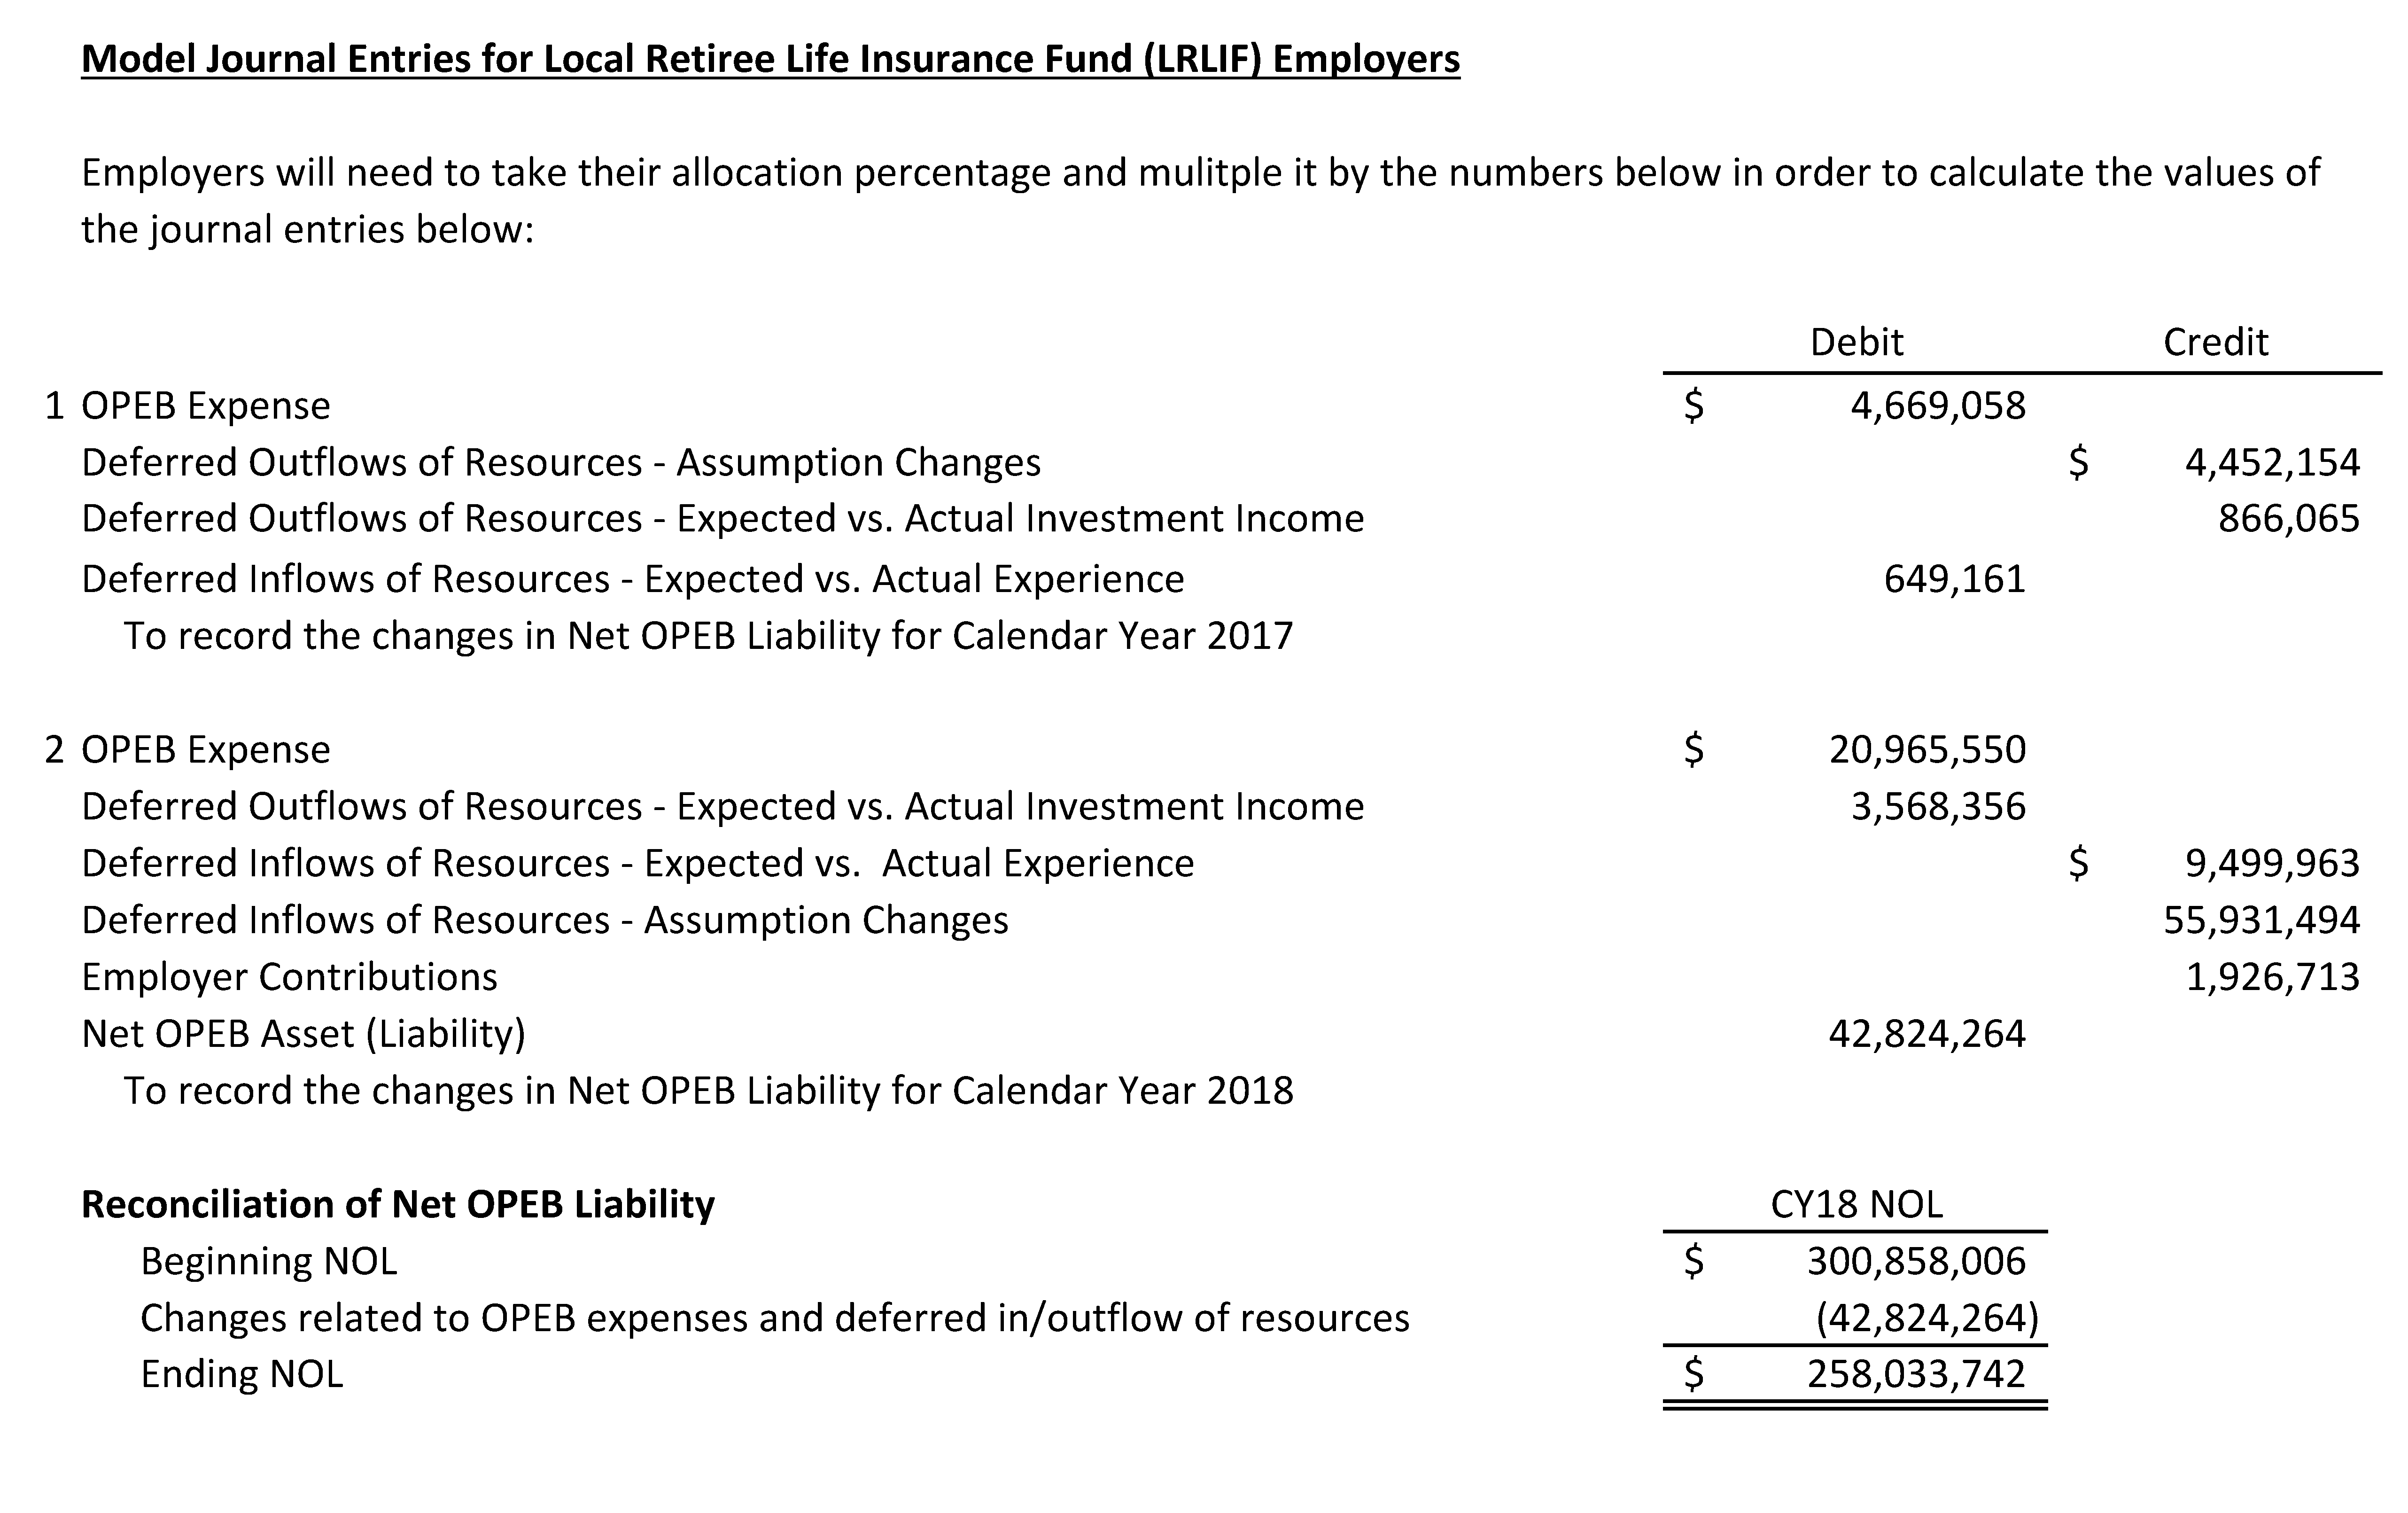 Model Journal Entries for Local Retiree Life Insurance Fund (LRLIF) Employers
Employers will need to take their allocation percentage and mulitple it by the numbers below in order to calculate the values of
the journal entries below:
Debit Credit
1 OPEB Expense $ 4,669,058
Deferred Outflows of Resources - Assumption Changes $ 4,452,154
Deferred Outflows of Resources - Expected vs. Actual Investment Income 866,065
Deferred Inflows of Resources - Expected vs. Actual Experience 649,161
To record the changes in Net OPEB Liability for Calendar Year 2017
2 OPEB Expense $ 20,965,550
Deferred Outflows of Resources - Expected vs. Actual Investment Income 3,568,356
Deferred Inflows of Resources - Expected vs. Actual Experience $ 9,499,963
Deferred Inflows of Resources - Assumption Changes 55,931,494
Employer Contributions 1,926,713
Net OPEB Asset (Liability) 42,824,264
To record the changes in Net OPEB Liability for Calendar Year 2018
Reconciliation of Net OPEB Liability CY18 NOL
Beginning NOL $ 300,858,006
Changes related to OPEB expenses and deferred in/outflow of resources (42,824,264)
Ending NOL $ 258,033,742